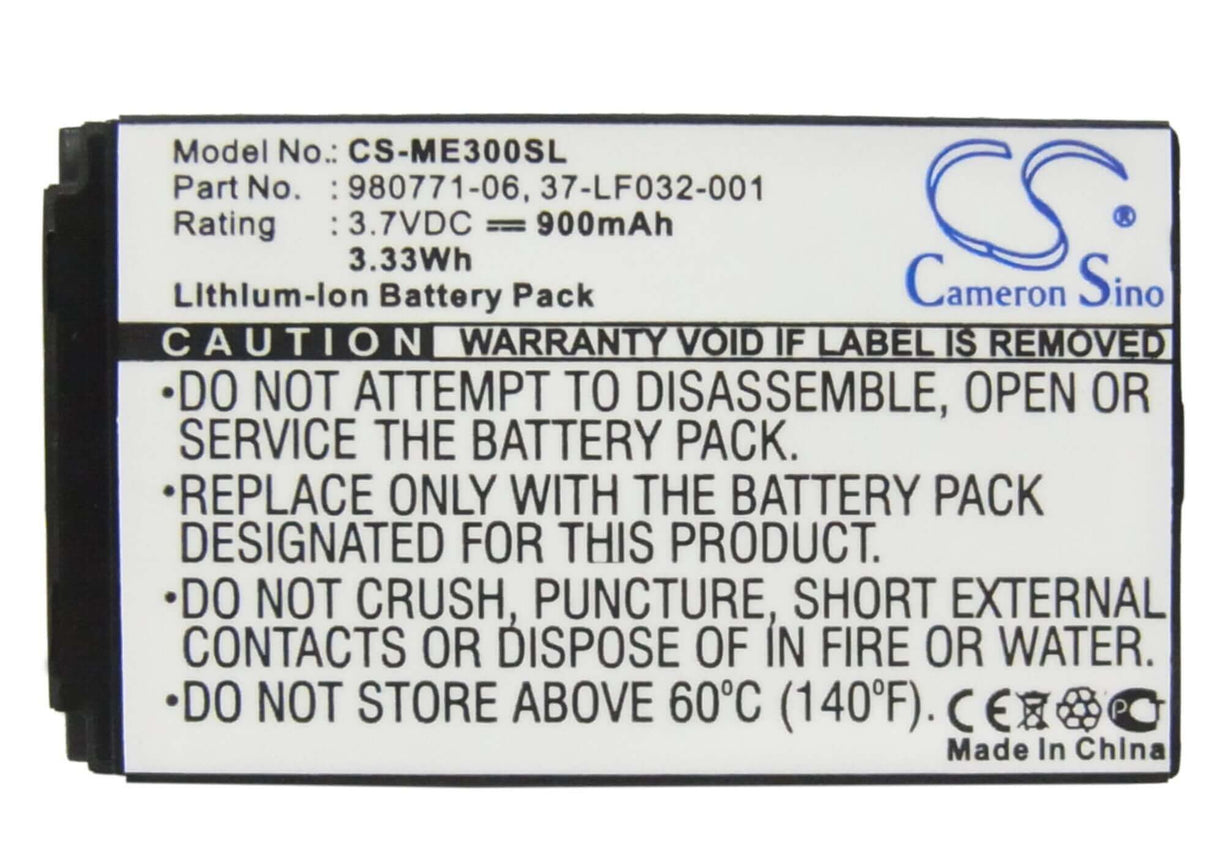 Model No.: CS-ME300SL
Part No. : 980771-06, 37-LF032-001
Rating : 3.7VDC ⎓ 900mAh
3.33Wh
Lithium-Ion Battery Pack
CS®
Cameron Sino
CAUTION WARRANTY VOID IF LABEL IS REMOVED
•DO NOT ATTEMPT TO DISASSEMBLE, OPEN OR
SERVICE THE BATTERY PACK.
•REPLACE ONLY WITH THE BATTERY PACK
DESIGNATED FOR THIS PRODUCT.
•DO NOT CRUSH, PUNCTURE, SHORT EXTERNAL
CONTACTS OR DISPOSE OF IN FIRE OR WATER.
•DO NOT STORE ABOVE 60°C (140°F). CE
Made In China